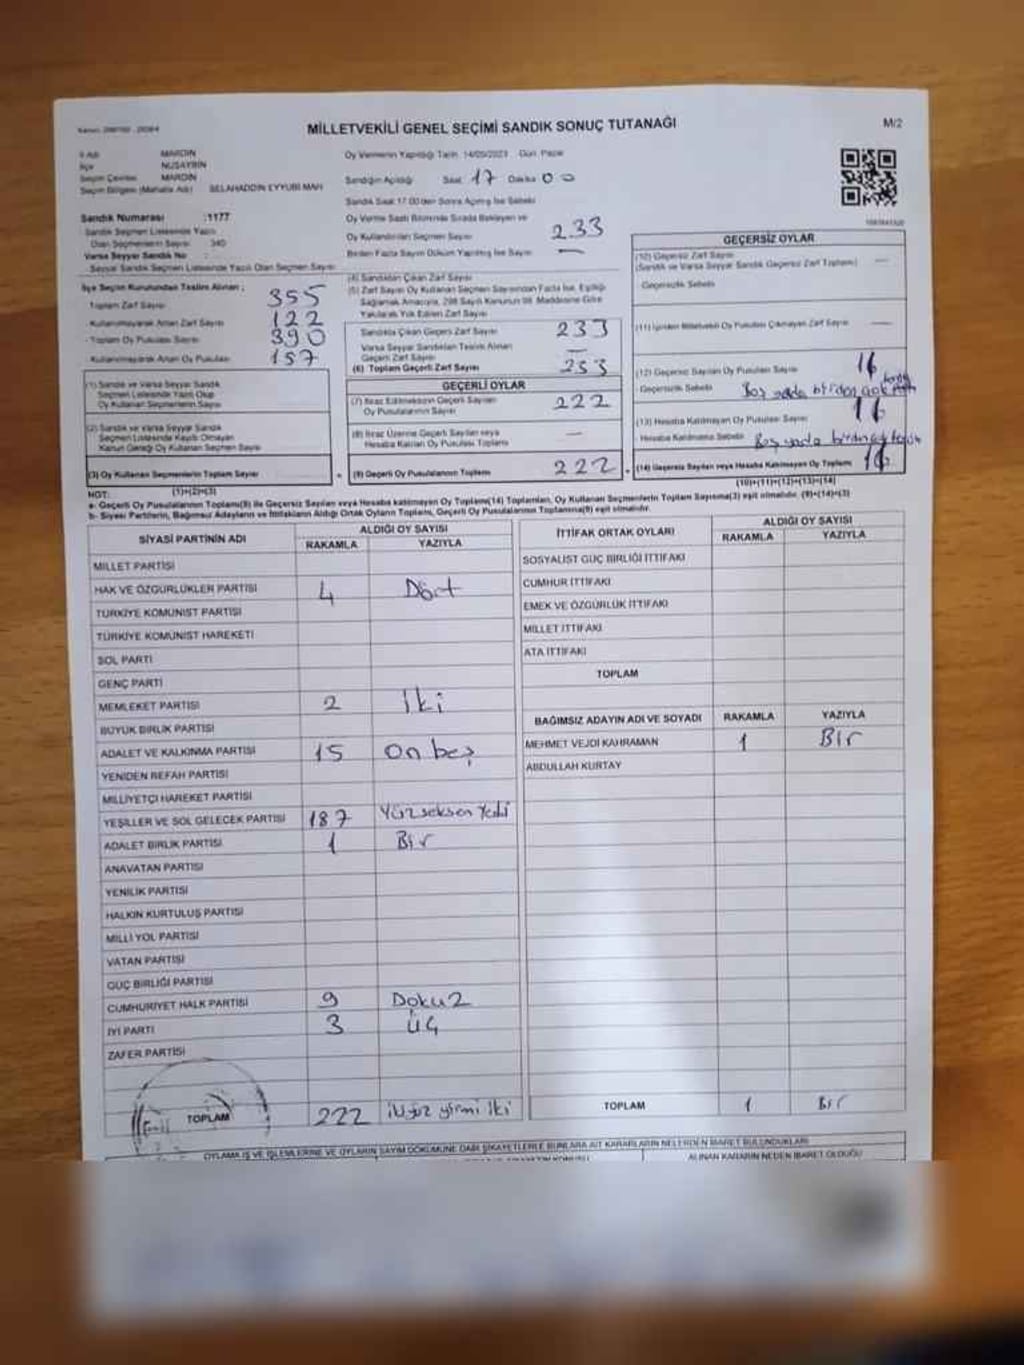 MİLLETVEKİLİ GENEL SEÇİMİ SANDIK SONUÇ TUTANAĞI
M/2
İl Adı MARDİN
İlçe NUSAYBİN
Seçim Çevresi MARDİN
Seçim Bölgesi (Mahalle Adı) SELAHADDİN EYYUBİ MAH
Sandık Numarası :1177
Sandık Seçmen Listesinde Yazılı
Olan Seçmenlerin Sayısı 340
Varsa Seyyar Sandık No
Seyyar Sandık Seçmen Listesinde Yazılı Olan Seçmen Sayısı
İlçe Seçim Kurulundan Teslim Alınan ;
Toplam Zarf Sayısı 355
Kullanılmayarak Artan Zarf Sayısı 122
Toplam Oy Pusulası Sayısı 390
Kullanılmayarak Artan Oy Pusulası 157
(1) Sandık ve Varsa Seyyar Sandık
Seçmen Listesinde Yazılı Olup
Oy Kullanan Seçmenlerin Sayısı
(2) Sandık ve Varsa Seyyar Sandık
Seçmen Listesinde Kayıtlı Olmayan
Kanun Gereği Oy Kullanan Seçmen Sayısı
(3) Oy Kullanan Seçmenlerin Toplam Sayısı
(1)+(2)=(3)
Oy Vermenin Yapıldığı Tarih 14/05/2023 Gün: Pazar
Sandığın Açıldığı Saat 17 Dakika 00
Sandık Saat 17.00'den Sonra Açılmış İse Sebebi
Oy Verme Saati Bitiminde Sırada Bekleyen ve
Oy Kullandırılan Seçmen Sayısı 233
Birden Fazla Sayım Döküm Yapılmış İse Sayısı —
(4) Sandıktan Çıkan Zarf Sayısı
(5) Zarf Sayısı Oy Kullanan Seçmen Sayısından Fazla İse, Eşitliği
Sağlamak Amacıyla, 298 Sayılı Kanunun 98. Maddesine Göre
Yakılarak Yok Edilen Zarf Sayısı
Sandıkta Çıkan Geçerli Zarf Sayısı 233
Varsa Seyyar Sandıktan Teslim Alınan
Geçerli Zarf Sayısı —
(6) Toplam Geçerli Zarf Sayısı 233
GEÇERLİ OYLAR
(7) İtiraz Edilmeksizin Geçerli Sayılan
Oy Pusulalarının Sayısı 222
(8) İtiraz Üzerine Geçerli Sayılan veya
Hesaba Katılan Oy Pusulası Toplamı —
(9) Geçerli Oy Pusulalarının Toplamı 222
GEÇERSİZ OYLAR
(10) Geçersiz Zarf Sayısı —
(Sandık ve Varsa Seyyar Sandık Geçersiz Zarf Toplamı)
Geçersizlik Sebebi
(11) İçinden Milletvekili Oy Pusulası Çıkmayan Zarf Sayısı —
(12) Geçersiz Sayılan Oy Pusulası Sayısı 16
Geçersizlik Sebebi Boş yada birden çok
(13) Hesaba Katılmayan Oy Pusulası Sayısı 16
Hesaba Katılmama Sebebi Boş yada birden
(14) Geçersiz Sayılan veya Hesaba Katılmayan Oy Toplamı 16
(10)+(11)+(12)+(13)=(14)
NOT:
a- Geçerli Oy Pusulalarının Toplamı(9) ile Geçersiz Sayılan veya Hesaba katılmayan Oy Toplamı(14) Toplamları, Oy Kullanan Seçmenlerin Toplam Sayısına(3) eşit olmalıdır. (9)+(14)=(3)
b- Siyasi Partilerin, Bağımsız Adayların ve İttifakların Aldığı Ortak Oyların Toplamı, Geçerli Oy Pusulalarının Toplamına(9) eşit olmalıdır.
SİYASİ PARTİNİN ADI ALDIĞI OY SAYISI
RAKAMLA YAZIYLA
MİLLET PARTİSİ
HAK VE ÖZGÜRLÜKLER PARTİSİ 4 Dört
TÜRKİYE KOMÜNİST PARTİSİ
TÜRKİYE KOMÜNİST HAREKETİ
SOL PARTİ
GENÇ PARTİ
MEMLEKET PARTİSİ 2 İki
BÜYÜK BİRLİK PARTİSİ
ADALET VE KALKINMA PARTİSİ 15 On beş
YENİDEN REFAH PARTİSİ
MİLLİYETÇİ HAREKET PARTİSİ
YEŞİLLER VE SOL GELECEK PARTİSİ 187 Yüzseksen Yedi
ADALET BİRLİK PARTİSİ 1 Bir
ANAVATAN PARTİSİ
YENİLİK PARTİSİ
HALKIN KURTULUŞ PARTİSİ
MİLLİ YOL PARTİSİ
VATAN PARTİSİ
GÜÇ BİRLİĞİ PARTİSİ
CUMHURİYET HALK PARTİSİ 9 Dokuz
İYİ PARTİ 3 Üç
ZAFER PARTİSİ
TOPLAM 222 ikiyüz yirmi iki
İTTİFAK ORTAK OYLARI ALDIĞI OY SAYISI
RAKAMLA YAZIYLA
SOSYALİST GÜÇ BİRLİĞİ İTTİFAKI
CUMHUR İTTİFAKI
EMEK VE ÖZGÜRLÜK İTTİFAKI
MİLLET İTTİFAKI
ATA İTTİFAKI
TOPLAM
BAĞIMSIZ ADAYIN ADI VE SOYADI RAKAMLA YAZIYLA
MEHMET VEJDİ KAHRAMAN 1 Bir
ABDULLAH KURTAY
TOPLAM 1 Bir
OYLAMA İŞ VE İŞLEMLERİNE VE OYLARIN SAYIM DÖKÜMÜNE DAİR ŞİKAYETLERLE BUNLARA AİT KARARLARIN NELERDEN İBARET BULUNDUKLARI
ALINAN KARARIN NEDEN İBARET OLDUĞU